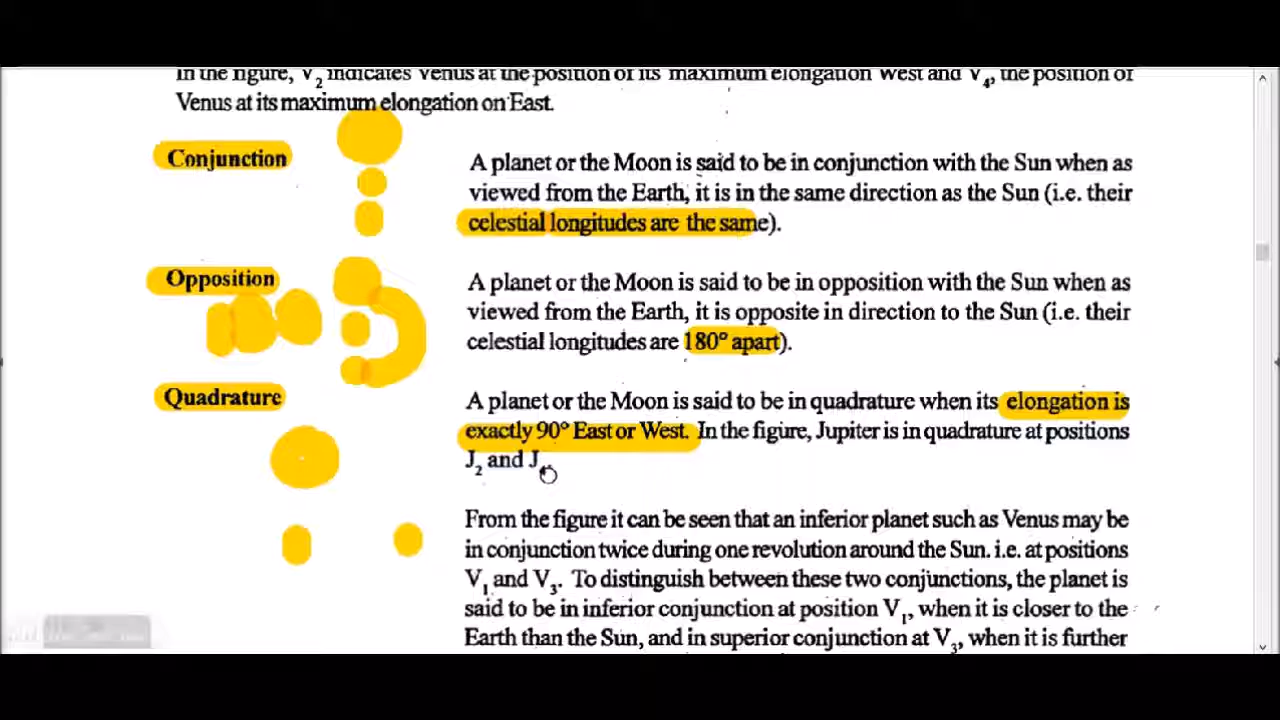 In the figure, V2 indicates Venus at the position of its maximum elongation West and V4, the position of
Venus at its maximum elongation on East.
Conjunction
A planet or the Moon is said to be in conjunction with the Sun when as
viewed from the Earth, it is in the same direction as the Sun (i.e. their
celestial longitudes are the same).
Opposition
A planet or the Moon is said to be in opposition with the Sun when as
viewed from the Earth, it is opposite in direction to the Sun (i.e. their
celestial longitudes are 180° apart).
Quadrature
A planet or the Moon is said to be in quadrature when its elongation is
exactly 90° East or West. In the figure, Jupiter is in quadrature at positions
J2 and J
From the figure it can be seen that an inferior planet such as Venus may be
in conjunction twice during one revolution around the Sun. i.e. at positions
V1 and V3. To distinguish between these two conjunctions, the planet is
said to be in inferior conjunction at position V1, when it is closer to the
Earth than the Sun, and in superior conjunction at V3, when it is further